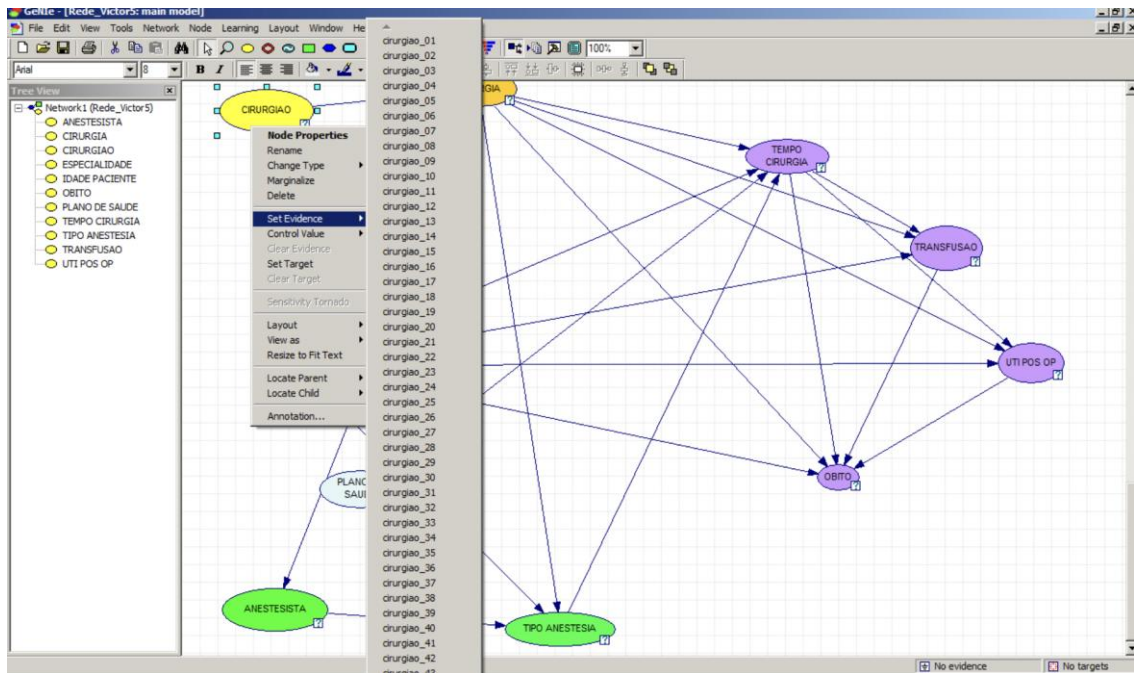 GeNIe - [Rede_Victor5: main model]
File Edit View Tools Network Node Learning Layout Window He
100%
Arial 8 B I
Tree View
Network1 (Rede_Victor5)
ANESTESISTA
CIRURGIA
CIRURGIAO
ESPECIALIDADE
IDADE PACIENTE
OBITO
PLANO DE SAUDE
TEMPO CIRURGIA
TIPO ANESTESIA
TRANSFUSAO
UTI POS OP
CIRURGIAO
Node Properties
Rename
Change Type
Marginalize
Delete
Set Evidence
Control Value
Clear Evidence
Set Target
Clear Target
Sensitivity Tornado
Layout
View as
Resize to Fit Text
Locate Parent
Locate Child
Annotation...
cirurgiao_01
cirurgiao_02
cirurgiao_03
cirurgiao_04
cirurgiao_05
cirurgiao_06
cirurgiao_07
cirurgiao_08
cirurgiao_09
cirurgiao_10
cirurgiao_11
cirurgiao_12
cirurgiao_13
cirurgiao_14
cirurgiao_15
cirurgiao_16
cirurgiao_17
cirurgiao_18
cirurgiao_19
cirurgiao_20
cirurgiao_21
cirurgiao_22
cirurgiao_23
cirurgiao_24
cirurgiao_25
cirurgiao_26
cirurgiao_27
cirurgiao_28
cirurgiao_29
cirurgiao_30
cirurgiao_31
cirurgiao_32
cirurgiao_33
cirurgiao_34
cirurgiao_35
cirurgiao_36
cirurgiao_37
cirurgiao_38
cirurgiao_39
cirurgiao_40
cirurgiao_41
cirurgiao_42
GIA
TEMPO
CIRURGIA
TRANSFUSAO
UTI POS OP
OBITO
PLANO
SAUD
ANESTESISTA
TIPO ANESTESIA
No evidence
No targets